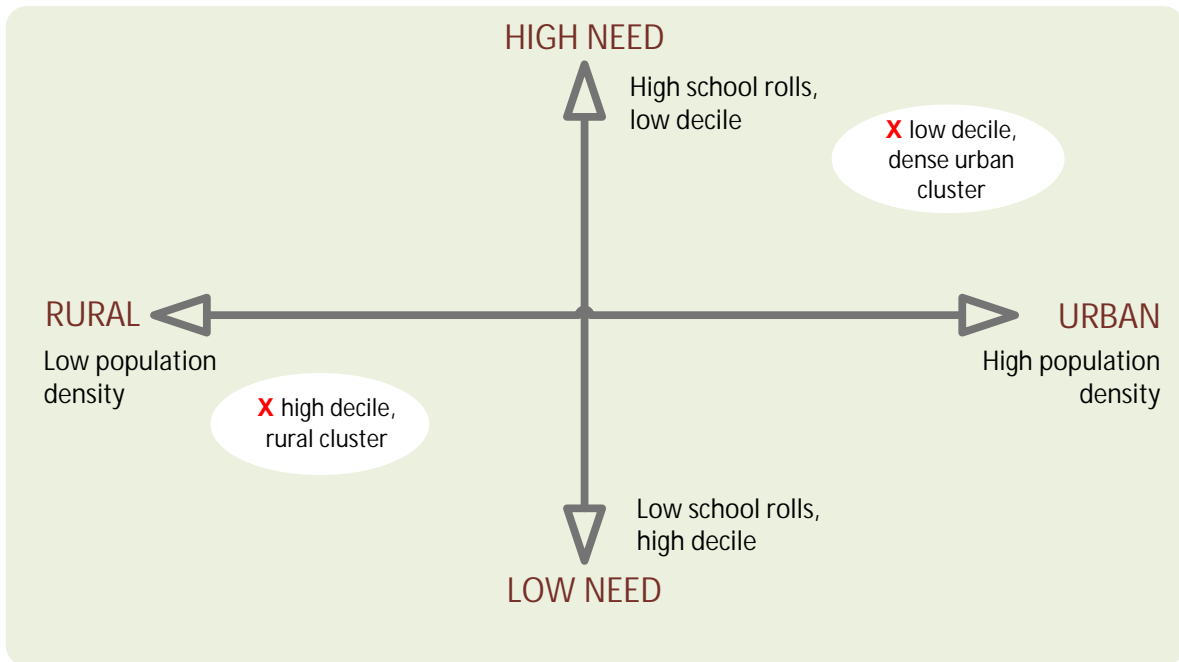 HIGH NEED
High school rolls,
low decile
X low decile,
dense urban
cluster
RURAL
Low population
density
URBAN
High population
density
X high decile,
rural cluster
Low school rolls,
high decile
LOW NEED